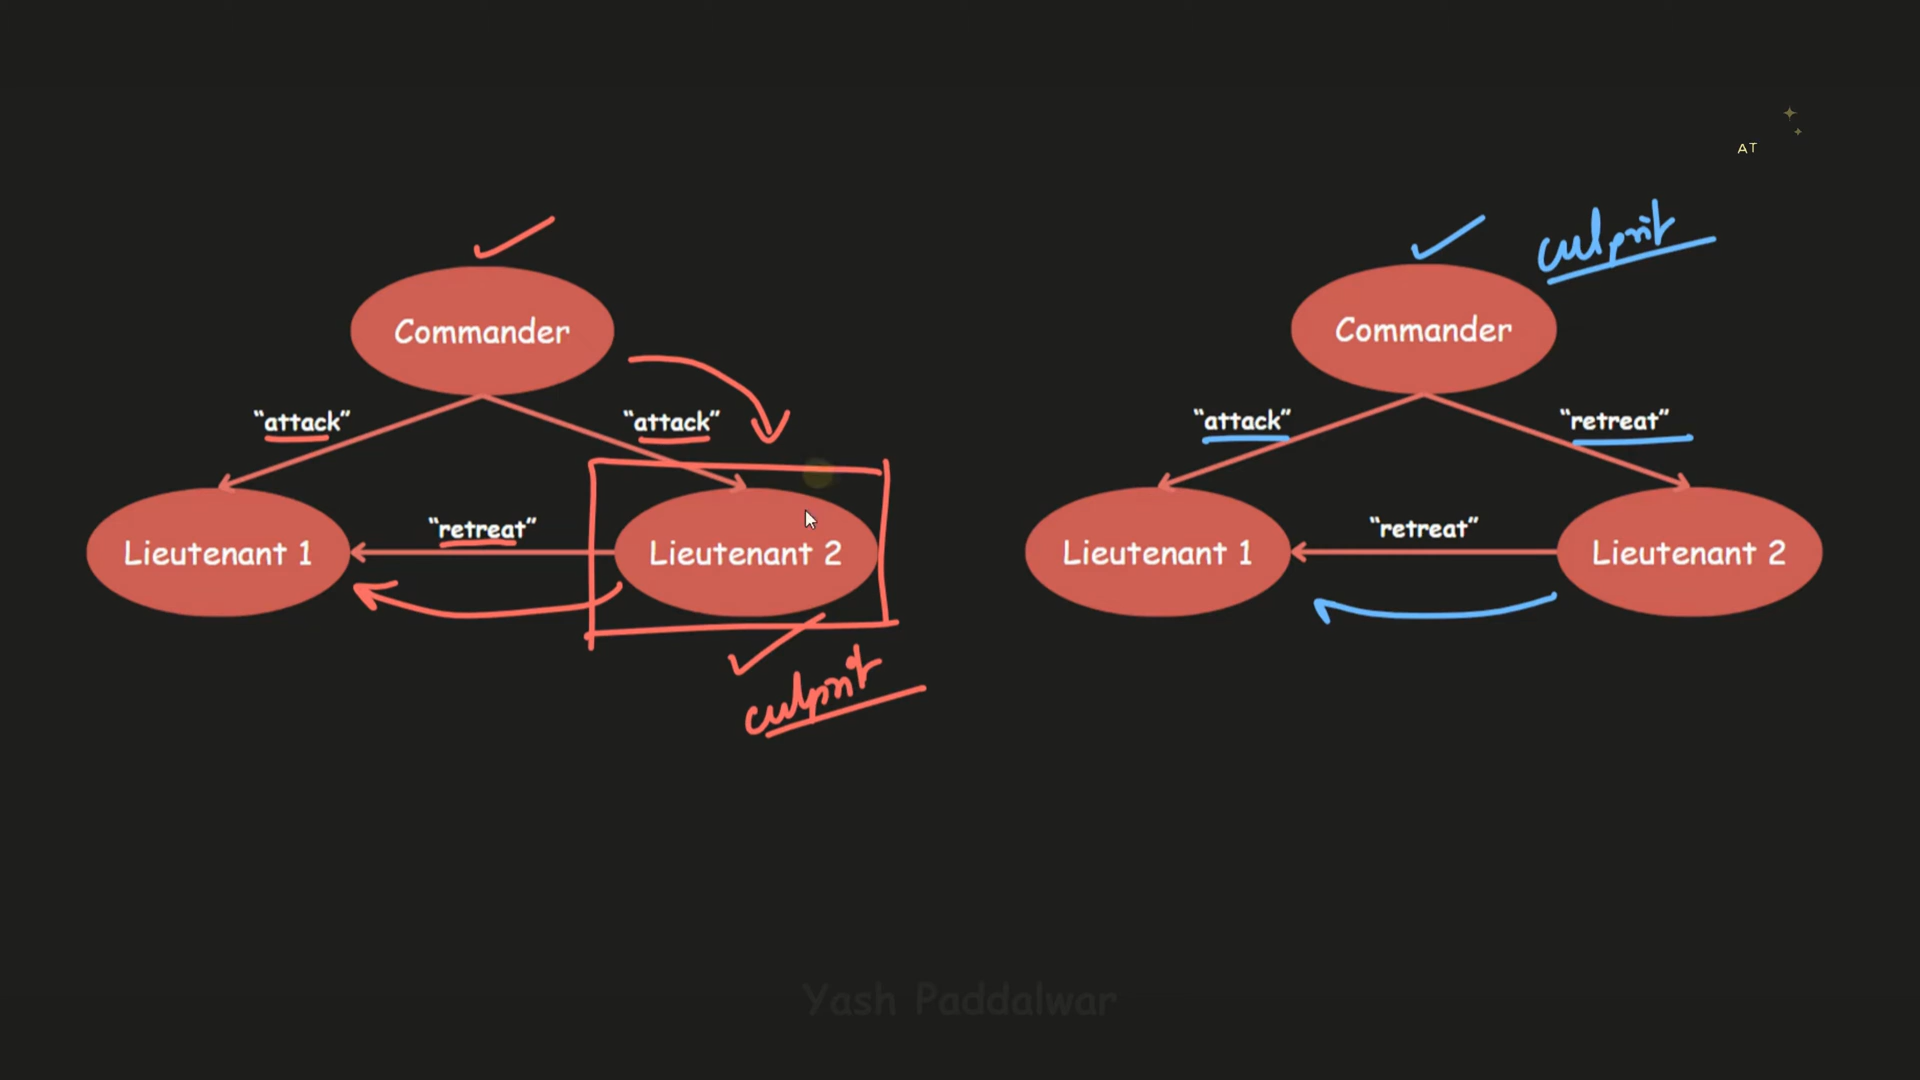 AT
culprit
Commander
Commander
“attack”
“attack”
“attack”
“retreat”
“retreat”
“retreat”
Lieutenant 1
Lieutenant 2
Lieutenant 1
Lieutenant 2
culprit
Yash Paddalwar